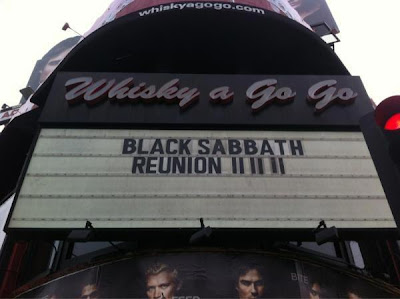 whiskyagogo.com
Whisky a Go Go
BLACK SABBATH
REUNION 11 11 11